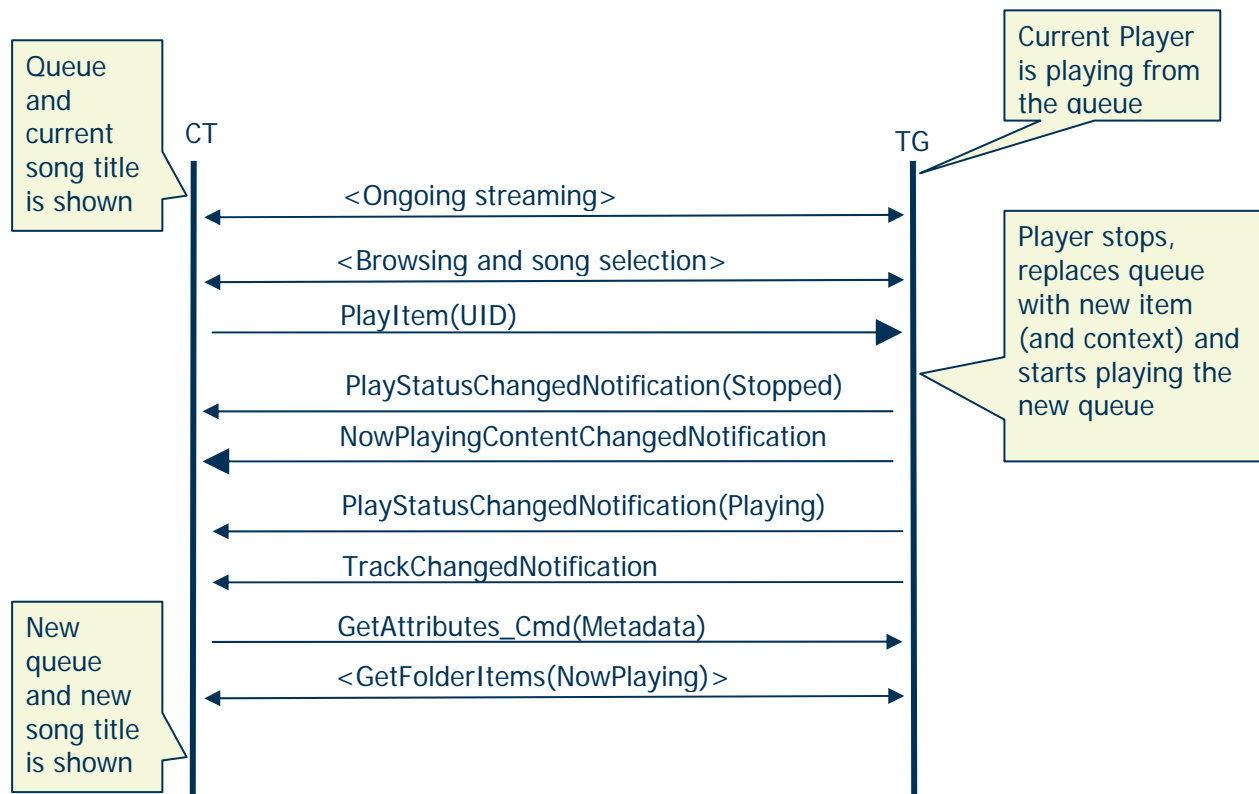 Current Player
is playing from
the queue
Queue
and
current
song title
is shown
CT
TG
<Ongoing streaming>
<Browsing and song selection>
PlayItem(UID)
Player stops,
replaces queue
with new item
(and context) and
starts playing the
new queue
PlayStatusChangedNotification(Stopped)
NowPlayingContentChangedNotification
PlayStatusChangedNotification(Playing)
TrackChangedNotification
GetAttributes_Cmd(Metadata)
<GetFolderItems(NowPlaying)>
New
queue
and new
song title
is shown